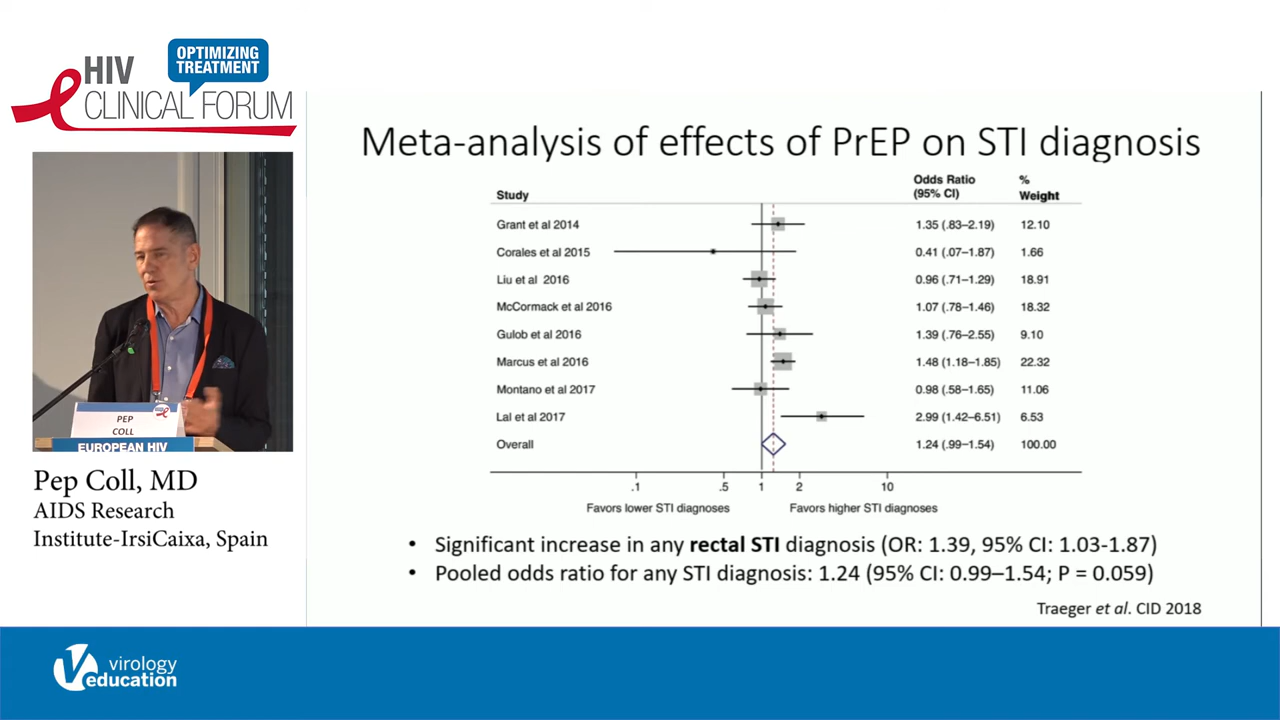 OPTIMIZING
TREATMENT
HIV
CLINICAL FORUM
PEP
COLL
EUROPEAN HIV
Pep Coll, MD
AIDS Research
Institute-IrsiCaixa, Spain
Meta-analysis of effects of PrEP on STI diagnosis
Odds Ratio %
Study (95% CI) Weight
Grant et al 2014 1.35 (.83–2.19) 12.10
Corales et al 2015 0.41 (.07–1.87) 1.66
Liu et al 2016 0.96 (.71–1.29) 18.91
McCormack et al 2016 1.07 (.78–1.46) 18.32
Gulob et al 2016 1.39 (.76–2.55) 9.10
Marcus et al 2016 1.48 (1.18–1.85) 22.32
Montano et al 2017 0.98 (.58–1.65) 11.06
Lal et al 2017 2.99 (1.42–6.51) 6.53
Overall 1.24 (.99–1.54) 100.00
.1 .5 1 2 10
Favors lower STI diagnoses Favors higher STI diagnoses
• Significant increase in any rectal STI diagnosis (OR: 1.39, 95% CI: 1.03-1.87)
• Pooled odds ratio for any STI diagnosis: 1.24 (95% CI: 0.99–1.54; P = 0.059)
Traeger et al. CID 2018
virology
education